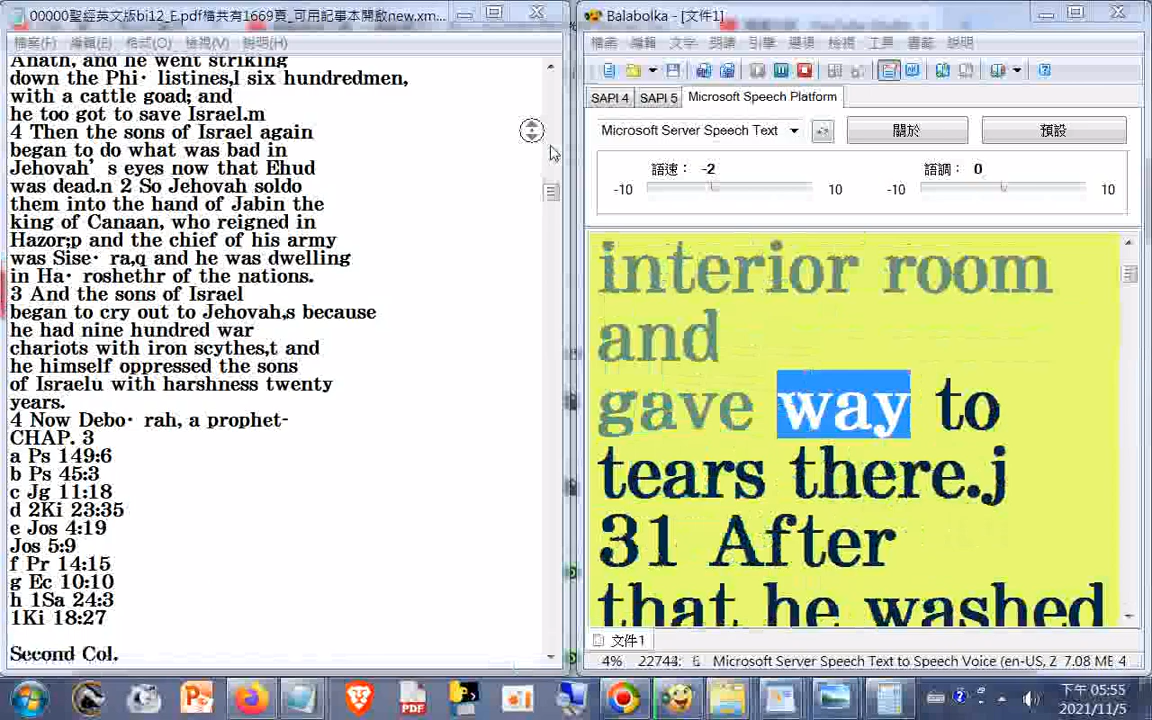 00000聖經英文版bi12_E.pdf檔共有1669頁_可用記事本開啟new.xm...
檔案(F) 編輯(E) 格式(O) 檢視(V) 說明(H)
Anath, and he went striking
down the Phi· listines,l six hundredmen,
with a cattle goad; and
he too got to save Israel.m
4 Then the sons of Israel again
began to do what was bad in
Jehovah’s eyes now that Ehud
was dead.n 2 So Jehovah soldo
them into the hand of Jabin the
king of Canaan, who reigned in
Hazor;p and the chief of his army
was Sise· ra,q and he was dwelling
in Ha· roshethr of the nations.
3 And the sons of Israel
began to cry out to Jehovah,s because
he had nine hundred war
chariots with iron scythes,t and
he himself oppressed the sons
of Israelu with harshness twenty
years.
4 Now Debo· rah, a prophet-
CHAP. 3
a Ps 149:6
b Ps 45:3
c Jg 11:18
d 2Ki 23:35
e Jos 4:19
Jos 5:9
f Pr 14:15
g Ec 10:10
h 1Sa 24:3
1Ki 18:27
Second Col.
Balabolka - [文件1]
檔案 編輯 文字 朗讀 引擎 選項 檢視 工具 書籤 說明
SAPI 4 SAPI 5 Microsoft Speech Platform
Microsoft Server Speech Text 關於 預設
語速： -2 語調： 0
-10 10 -10 10
interior room
and
gave way to
tears there.j
31 After
that he washed
文件1
4% Microsoft Server Speech Text to Speech Voice (en-US, Z 7.08 MB 4
下午 05:55
2021/11/5